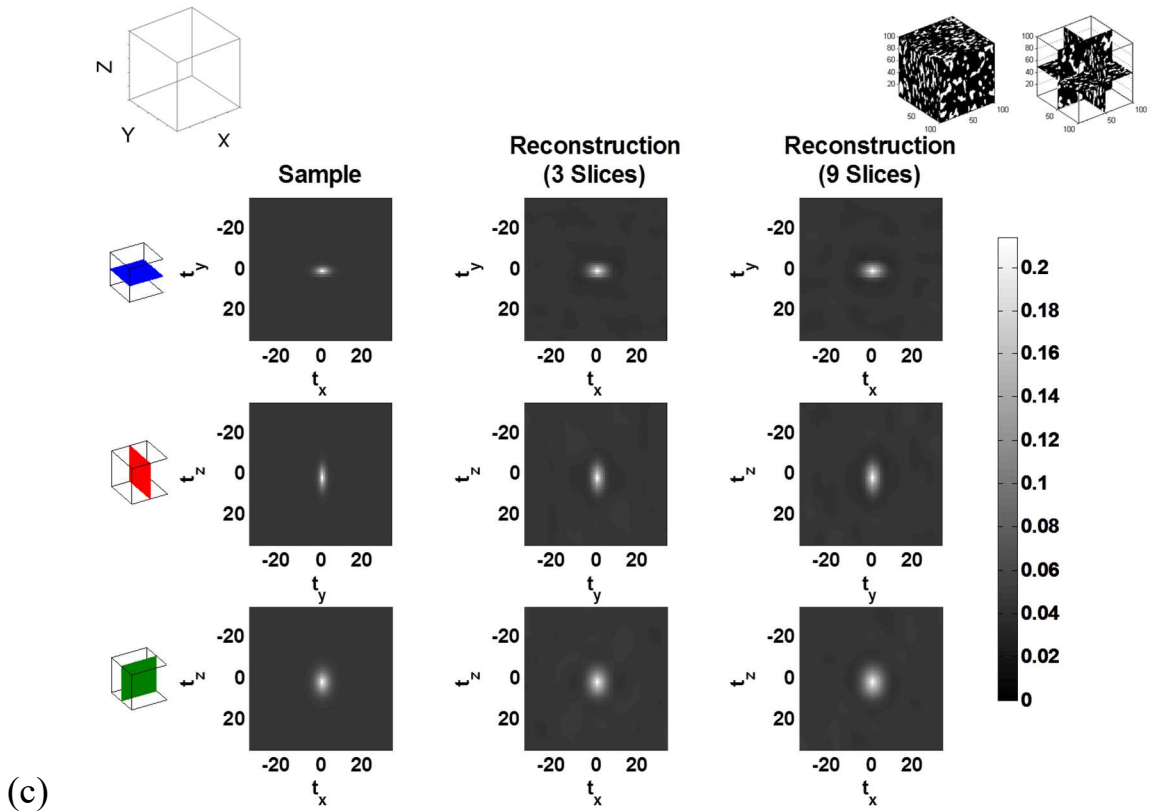 Z
Y
X
100
80
60
40
20
50
100
50
100
100
80
60
40
20
50
100
50
100
Sample
Reconstruction
(3 Slices)
Reconstruction
(9 Slices)
t_y
-20
0
20
-20 0 20
t_x
t_y
-20
0
20
-20 0 20
t_x
t_y
-20
0
20
-20 0 20
t_x
t_z
-20
0
20
-20 0 20
t_y
t_z
-20
0
20
-20 0 20
t_y
t_z
-20
0
20
-20 0 20
t_y
t_z
-20
0
20
-20 0 20
t_x
t_z
-20
0
20
-20 0 20
t_x
t_z
-20
0
20
-20 0 20
t_x
0.2
0.18
0.16
0.14
0.12
0.1
0.08
0.06
0.04
0.02
0
(c)